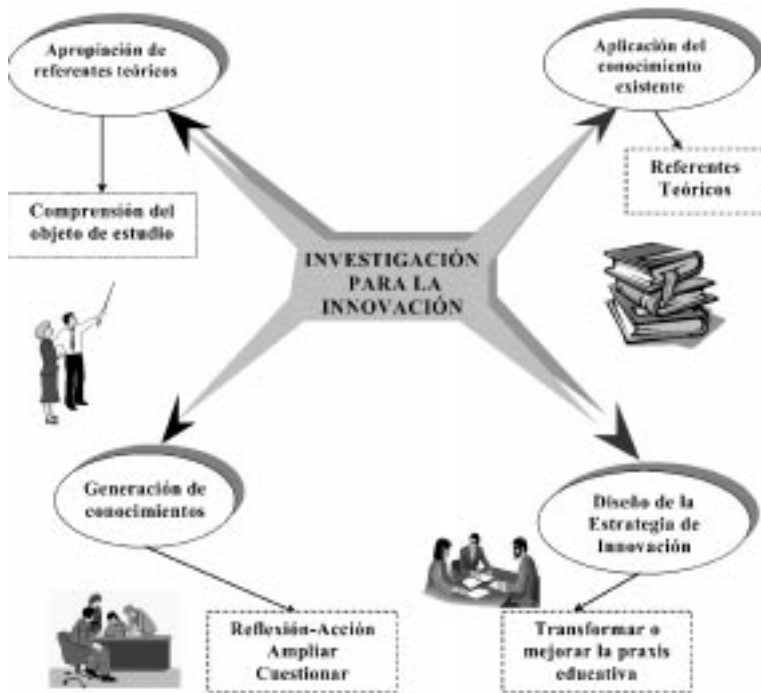 Apropiación de
referentes teóricos
Aplicación del
conocimiento
existente
Comprensión del
objeto de estudio
Referentes
Teóricos
INVESTIGACIÓN
PARA LA
INNOVACIÓN
Generación de
conocimientos
Diseño de la
Estrategia de
Innovación
Reflexión-Acción
Ampliar
Cuestionar
Transformar o
mejorar la praxis
educativa